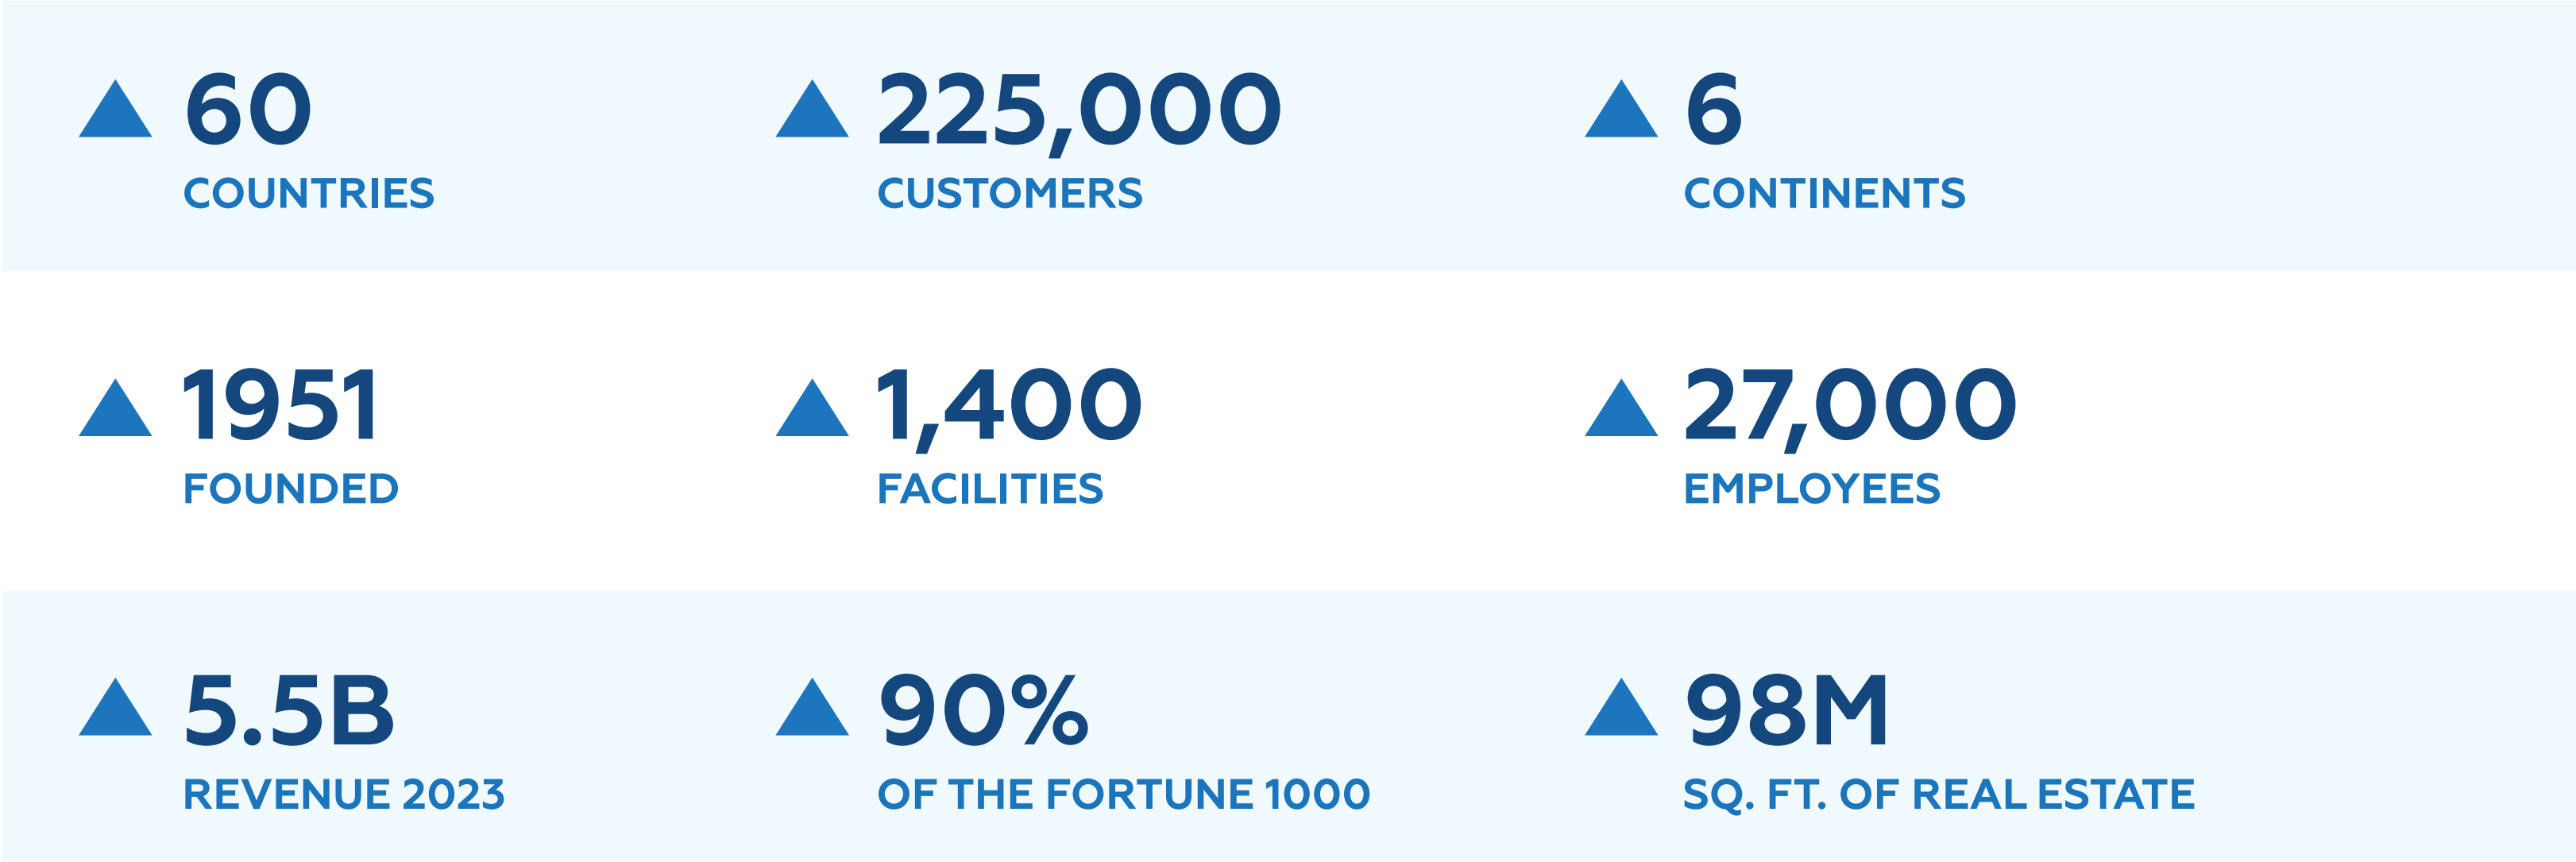 60
COUNTRIES
225,000
CUSTOMERS
6
CONTINENTS
1951
FOUNDED
1,400
FACILITIES
27,000
EMPLOYEES
5.5B
REVENUE 2023
90%
OF THE FORTUNE 1000
98M
SQ. FT. OF REAL ESTATE